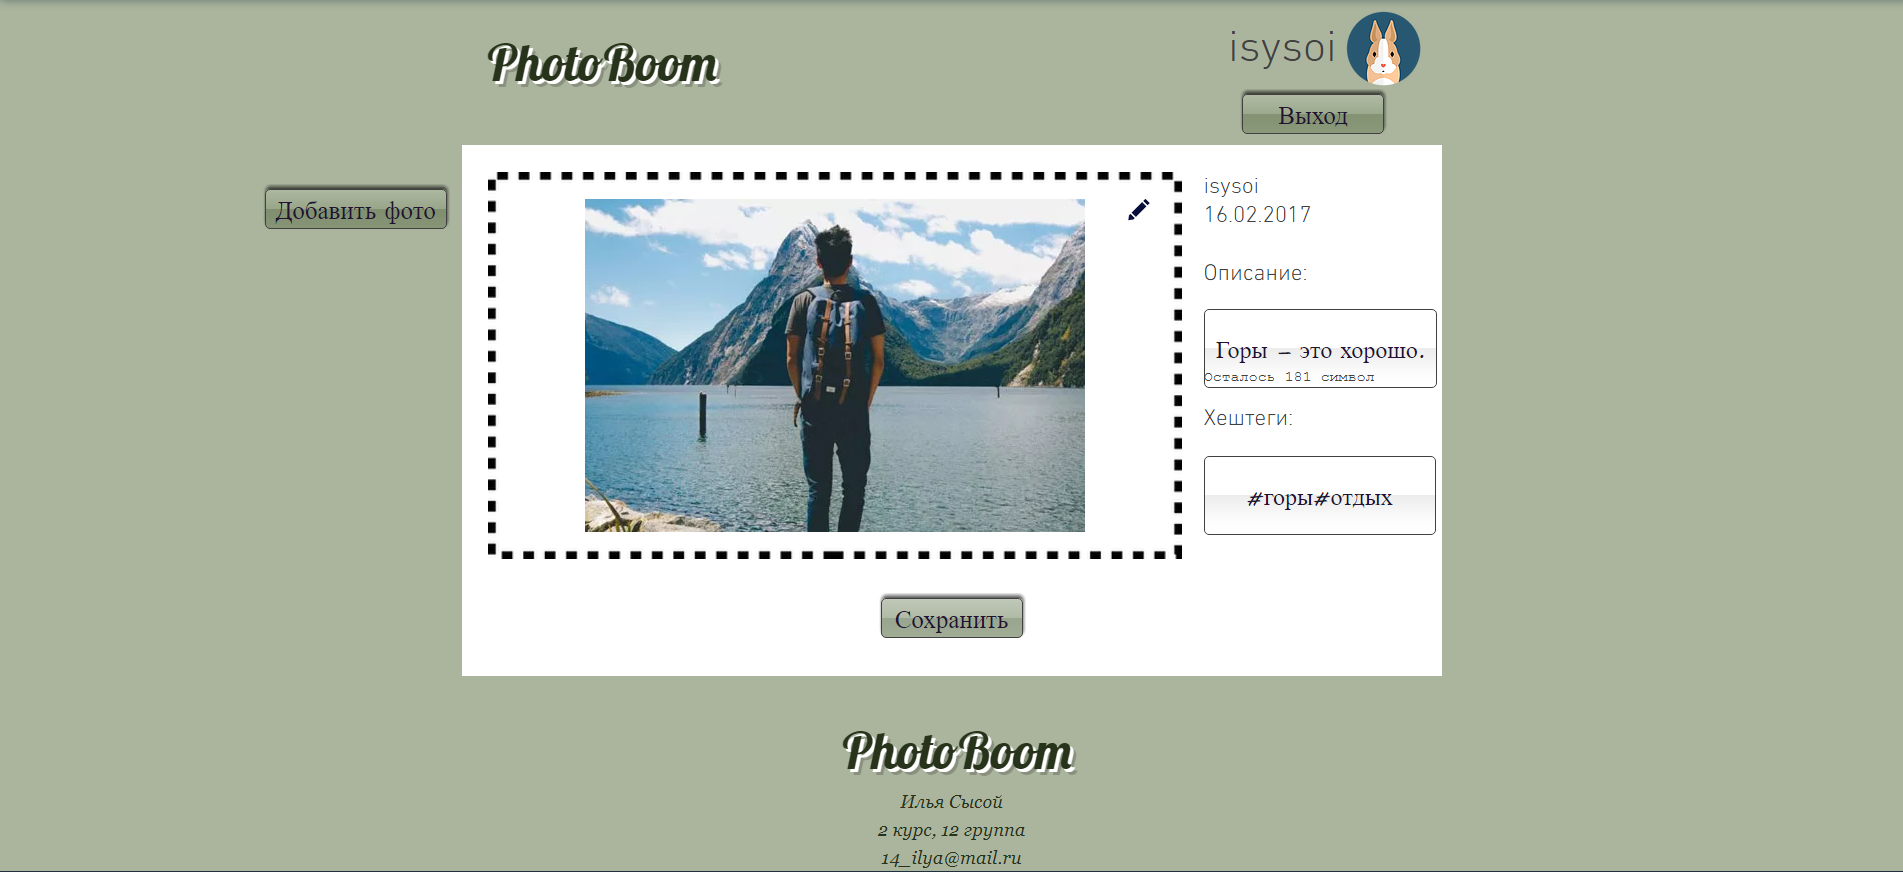 PhotoBoom
isysoi
Выход
Добавить фото
isysoi
16.02.2017
Описание:
Горы – это хорошо.
Осталось 181 символ
Хештеги:
#горы#отдых
Сохранить
PhotoBoom
Илья Сысой
2 курс, 12 группа
14_ilya@mail.ru